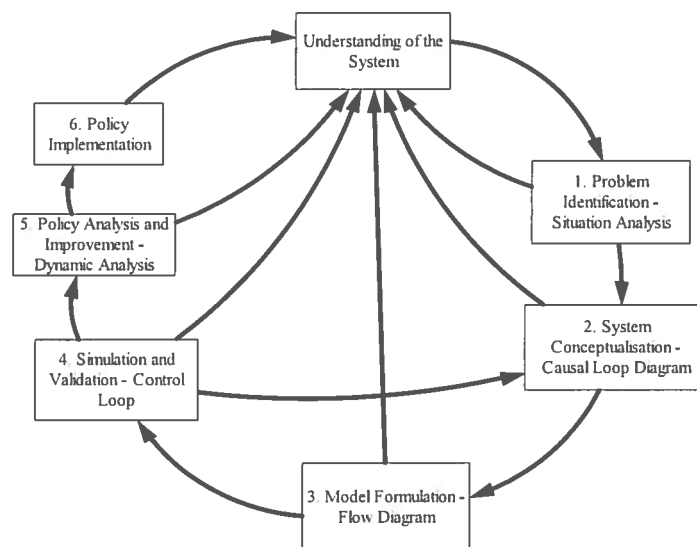 Understanding of the
System
6. Policy
Implementation
1. Problem
Identification -
Situation Analysis
5. Policy Analysis and
Improvement -
Dynamic Analysis
2. System
Conceptualisation -
Causal Loop Diagram
4. Simulation and
Validation - Control
Loop
3. Model Formulation -
Flow Diagram